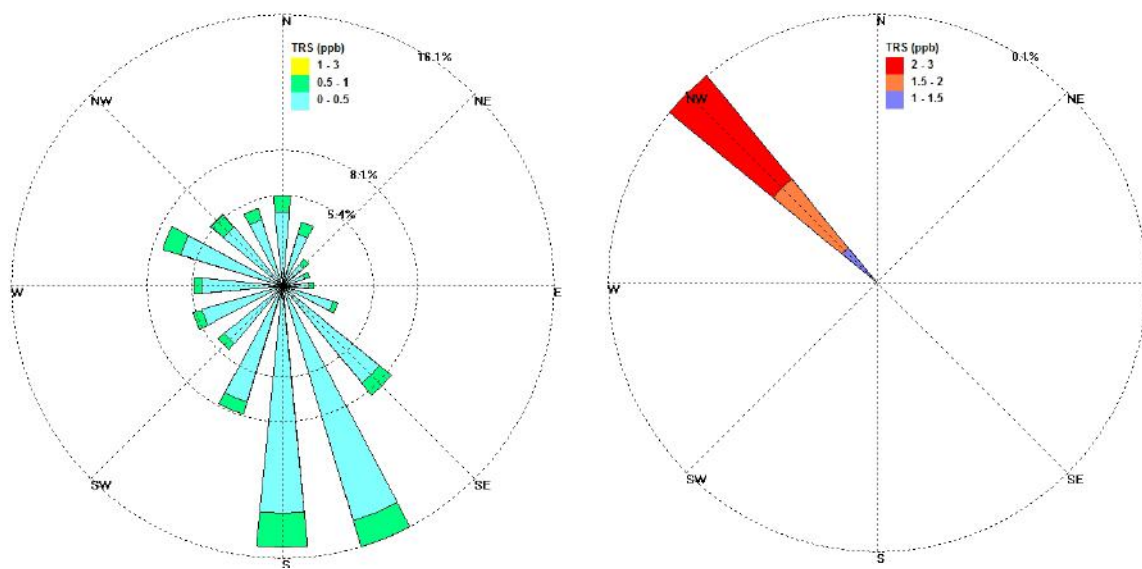 N
TRS (ppb)
1 - 3
0.5 - 1
0 - 0.5
16.1%
NW
NE
8.1%
5.4%
W
E
SW
SE
S
N
TRS (ppb)
2 - 3
1.5 - 2
1 - 1.5
0.1%
NW
NE
W
SW
SE
S